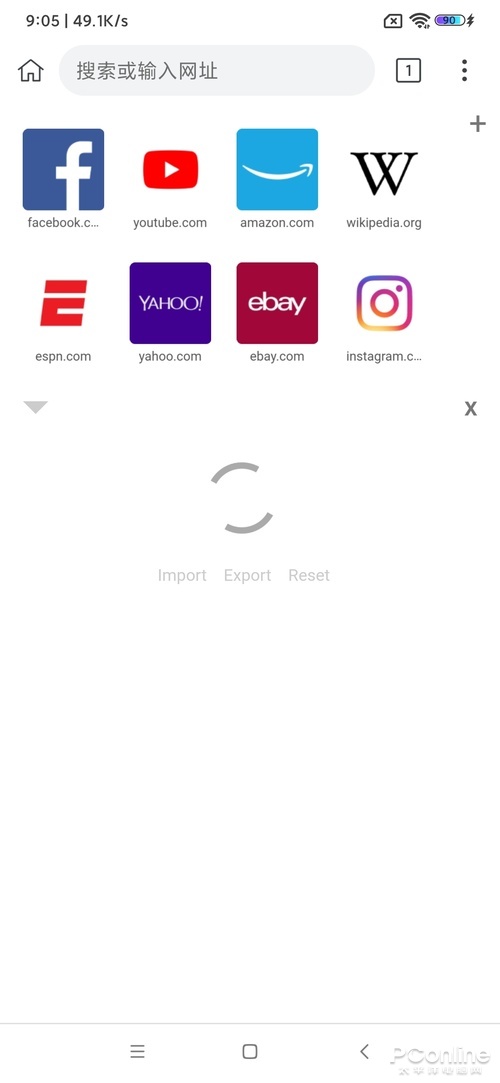 9:05 | 49.1K/s
90
搜索或输入网址
1
facebook.c...
youtube.com
amazon.com
W
wikipedia.org
espn.com
YAHOO!
yahoo.com
ebay
ebay.com
instagram.c...
X
Import Export Reset
PConline
太平洋电脑网